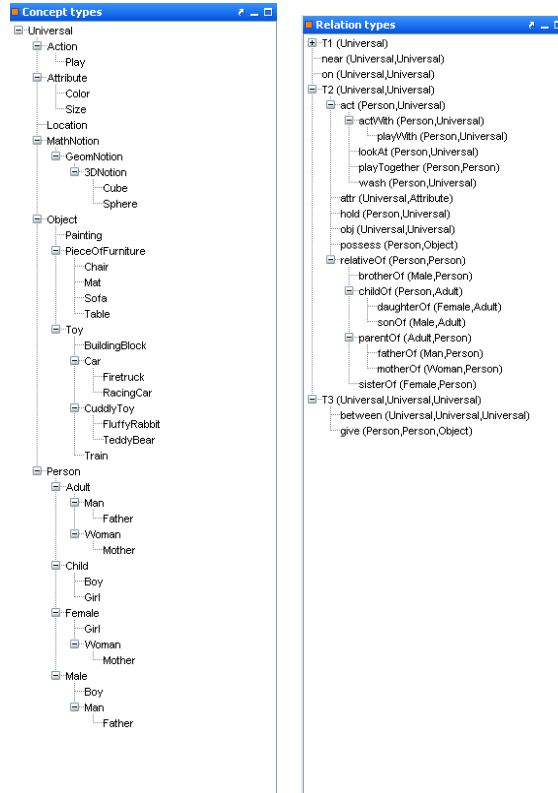 Concept types
Universal
Action
Play
Attribute
Color
Size
Location
MathNotion
GeomNotion
3DNotion
Cube
Sphere
Object
Painting
PieceOfFurniture
Chair
Mat
Sofa
Table
Toy
BuildingBlock
Car
Firetruck
RacingCar
CuddlyToy
FluffyRabbit
TeddyBear
Train
Person
Adult
Man
Father
Woman
Mother
Child
Boy
Girl
Female
Girl
Woman
Mother
Male
Boy
Man
Father
Relation types
T1 (Universal)
near (Universal,Universal)
on (Universal,Universal)
T2 (Universal,Universal)
act (Person,Universal)
actWith (Person,Universal)
playWith (Person,Universal)
lookAt (Person,Universal)
playTogether (Person,Person)
wash (Person,Universal)
attr (Universal,Attribute)
hold (Person,Universal)
obj (Universal,Universal)
possess (Person,Object)
relativeOf (Person,Person)
brotherOf (Male,Person)
childOf (Person,Adult)
daughterOf (Female,Adult)
sonOf (Male,Adult)
parentOf (Adult,Person)
fatherOf (Man,Person)
motherOf (Woman,Person)
sisterOf (Female,Person)
T3 (Universal,Universal,Universal)
between (Universal,Universal,Universal)
give (Person,Person,Object)